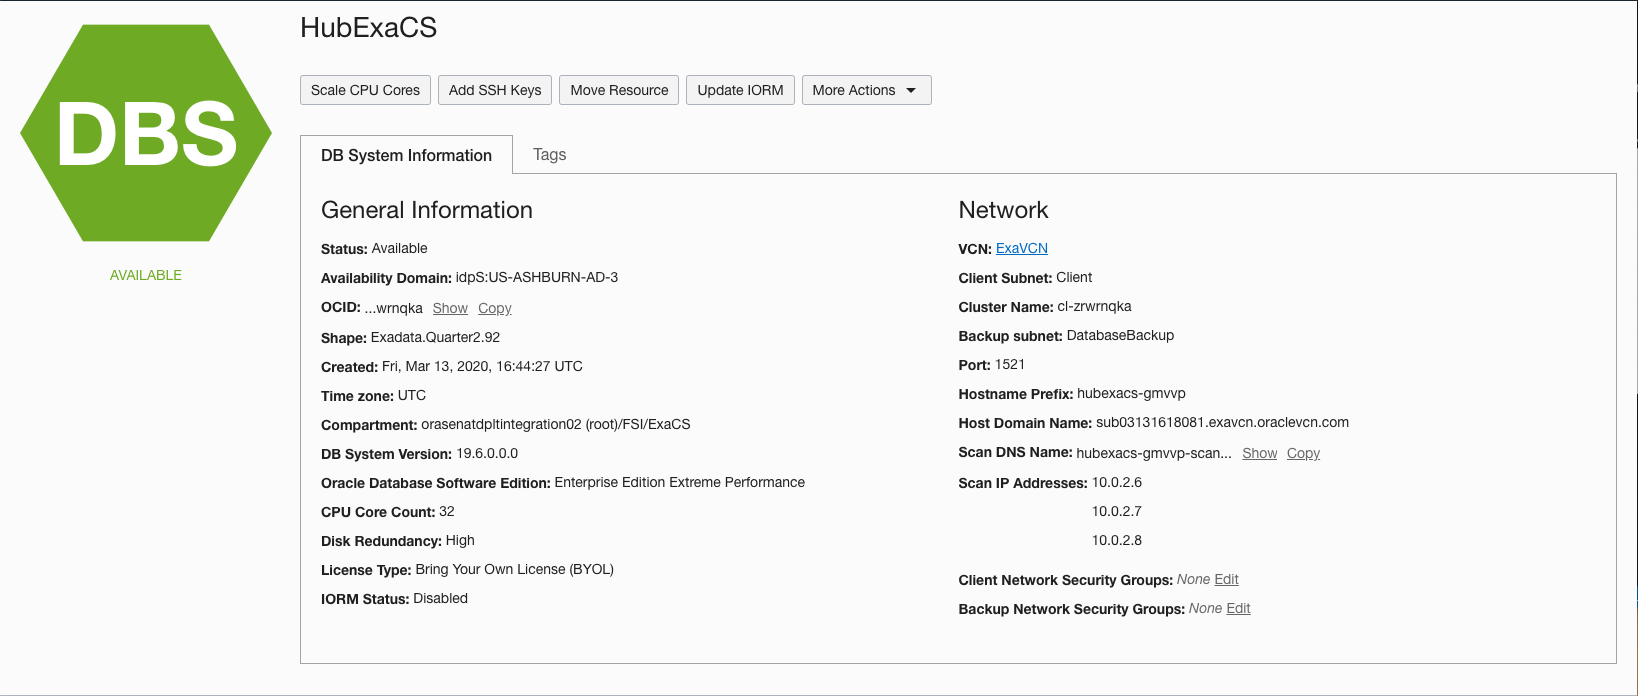 DBS
AVAILABLE
HubExaCS
Scale CPU Cores
Add SSH Keys
Move Resource
Update IORM
More Actions
DB System Information
Tags
General Information
Status: Available
Availability Domain: idpS:US-ASHBURN-AD-3
OCID: ...wrnqka Show Copy
Shape: Exadata.Quarter2.92
Created: Fri, Mar 13, 2020, 16:44:27 UTC
Time zone: UTC
Compartment: orasenatdpltintegration02 (root)/FSI/ExaCS
DB System Version: 19.6.0.0.0
Oracle Database Software Edition: Enterprise Edition Extreme Performance
CPU Core Count: 32
Disk Redundancy: High
License Type: Bring Your Own License (BYOL)
IORM Status: Disabled
Network
VCN: ExaVCN
Client Subnet: Client
Cluster Name: cl-zrwrnqka
Backup subnet: DatabaseBackup
Port: 1521
Hostname Prefix: hubexacs-gmvvp
Host Domain Name: sub03131618081.exavcn.oraclevcn.com
Scan DNS Name: hubexacs-gmvvp-scan... Show Copy
Scan IP Addresses: 10.0.2.6
10.0.2.7
10.0.2.8
Client Network Security Groups: None Edit
Backup Network Security Groups: None Edit